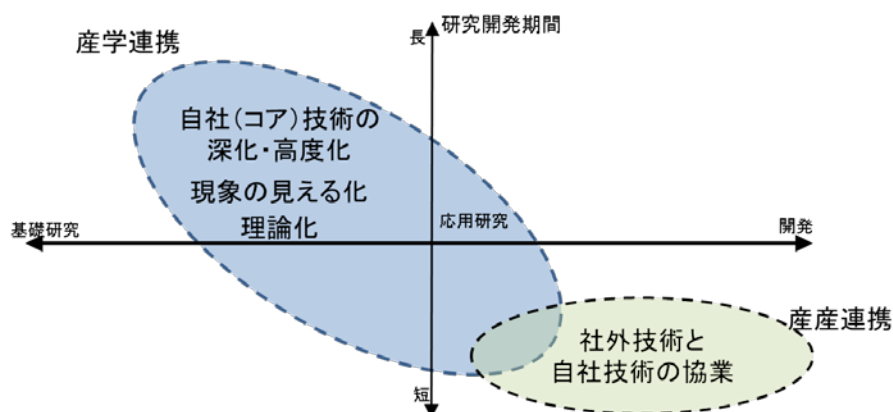 産学連携
長
研究開発期間
自社(コア)技術の
深化・高度化
現象の見える化
理論化
基礎研究
応用研究
開発
産産連携
社外技術と
自社技術の協業
短